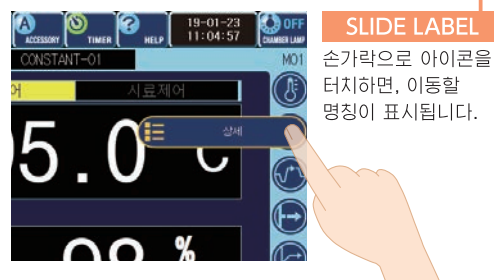 A
ACCESSORY
TIMER
?
HELP
19-01-23
11:04:57
OFF
CHAMBER LAMP
CONSTANT-01
M01
어
시료제어
05.0 C
상세
98 %
SLIDE LABEL
손가락으로 아이콘을
터치하면, 이동할
명칭이 표시됩니다.